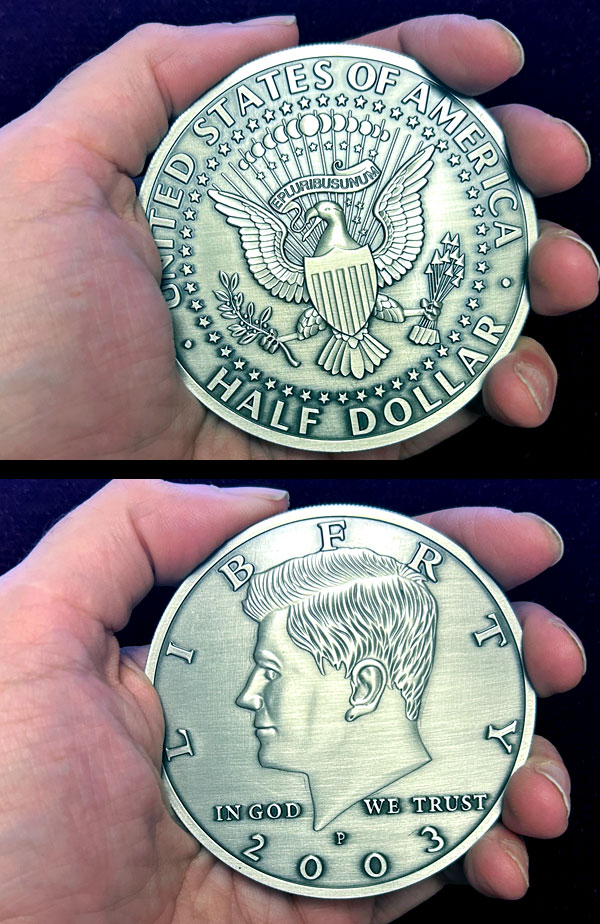 UNITED STATES OF AMERICA
E PLURIBUS UNUM
HALF DOLLAR
LIBERTY
IN GOD WE TRUST
P
2003